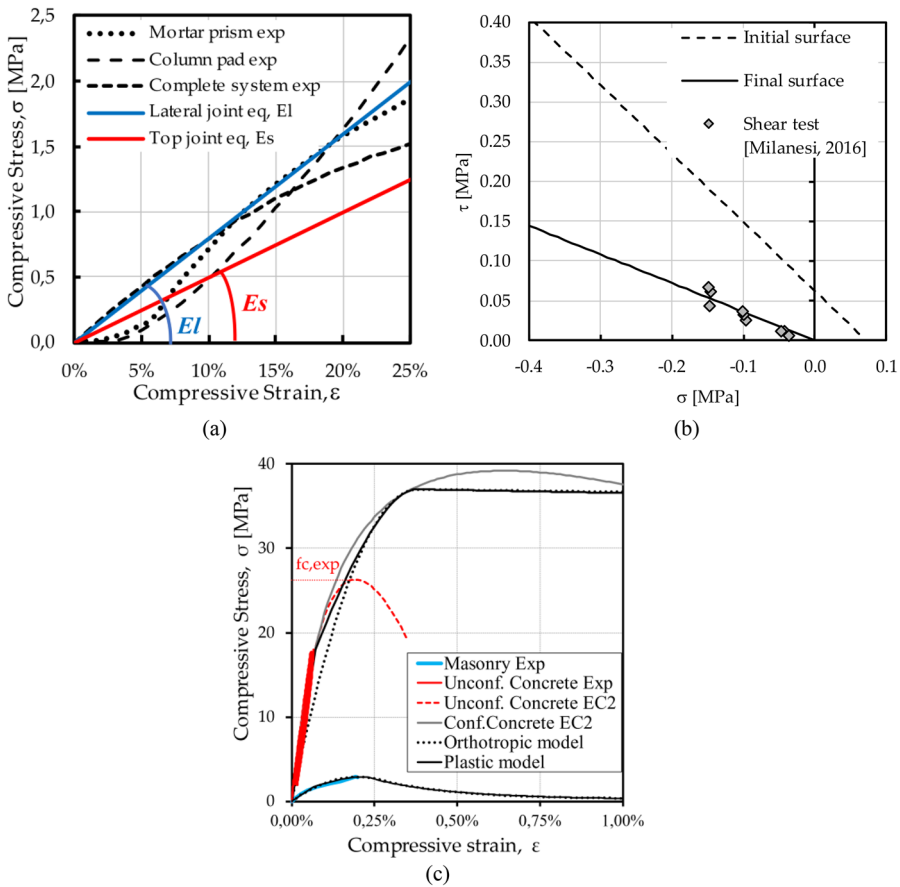 2,5
2,0
1,5
1,0
0,5
0,0
Compressive Stress, σ [MPa]
Mortar prism exp
Column pad exp
Complete system exp
Lateral joint eq, El
Top joint eq, Es
El
Es
0%
5%
10%
15%
20%
25%
Compressive Strain, ε
(a)
0.40
0.35
0.30
0.25
0.20
0.15
0.10
0.05
0.00
τ [MPa]
Initial surface
Final surface
Shear test
[Milanesi, 2016]
-0.4
-0.3
-0.2
-0.1
0.0
0.1
σ [MPa]
(b)
40
30
20
10
0
Compressive Stress, σ [MPa]
fc,exp
Masonry Exp
Unconf. Concrete Exp
Unconf. Concrete EC2
Conf.Concrete EC2
Orthotropic model
Plastic model
0,00%
0,25%
0,50%
0,75%
1,00%
Compressive strain, ε
(c)